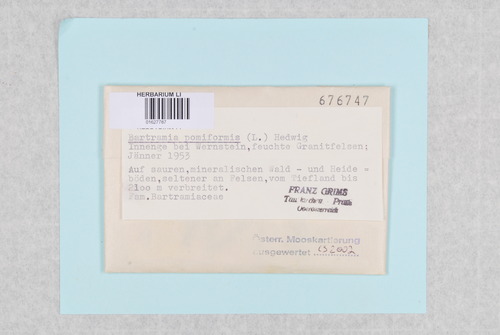 HERBARIUM LI
676747
Bartramia pomiformis (L.) Hedwig
Innenge bei Wernstein,feuchte Granitfelsen;
Jänner 1953
Auf sauren,mineralischen Wald - und Heide =
böden,seltener an Felsen,vom Tiefland bis
2100 m verbreitet.
Fam.Bartramiaceae
FRANZ GRIMS
Taufkirchen Pram
Oberösterreich
Österr. Mooskartierung
ausgewertet